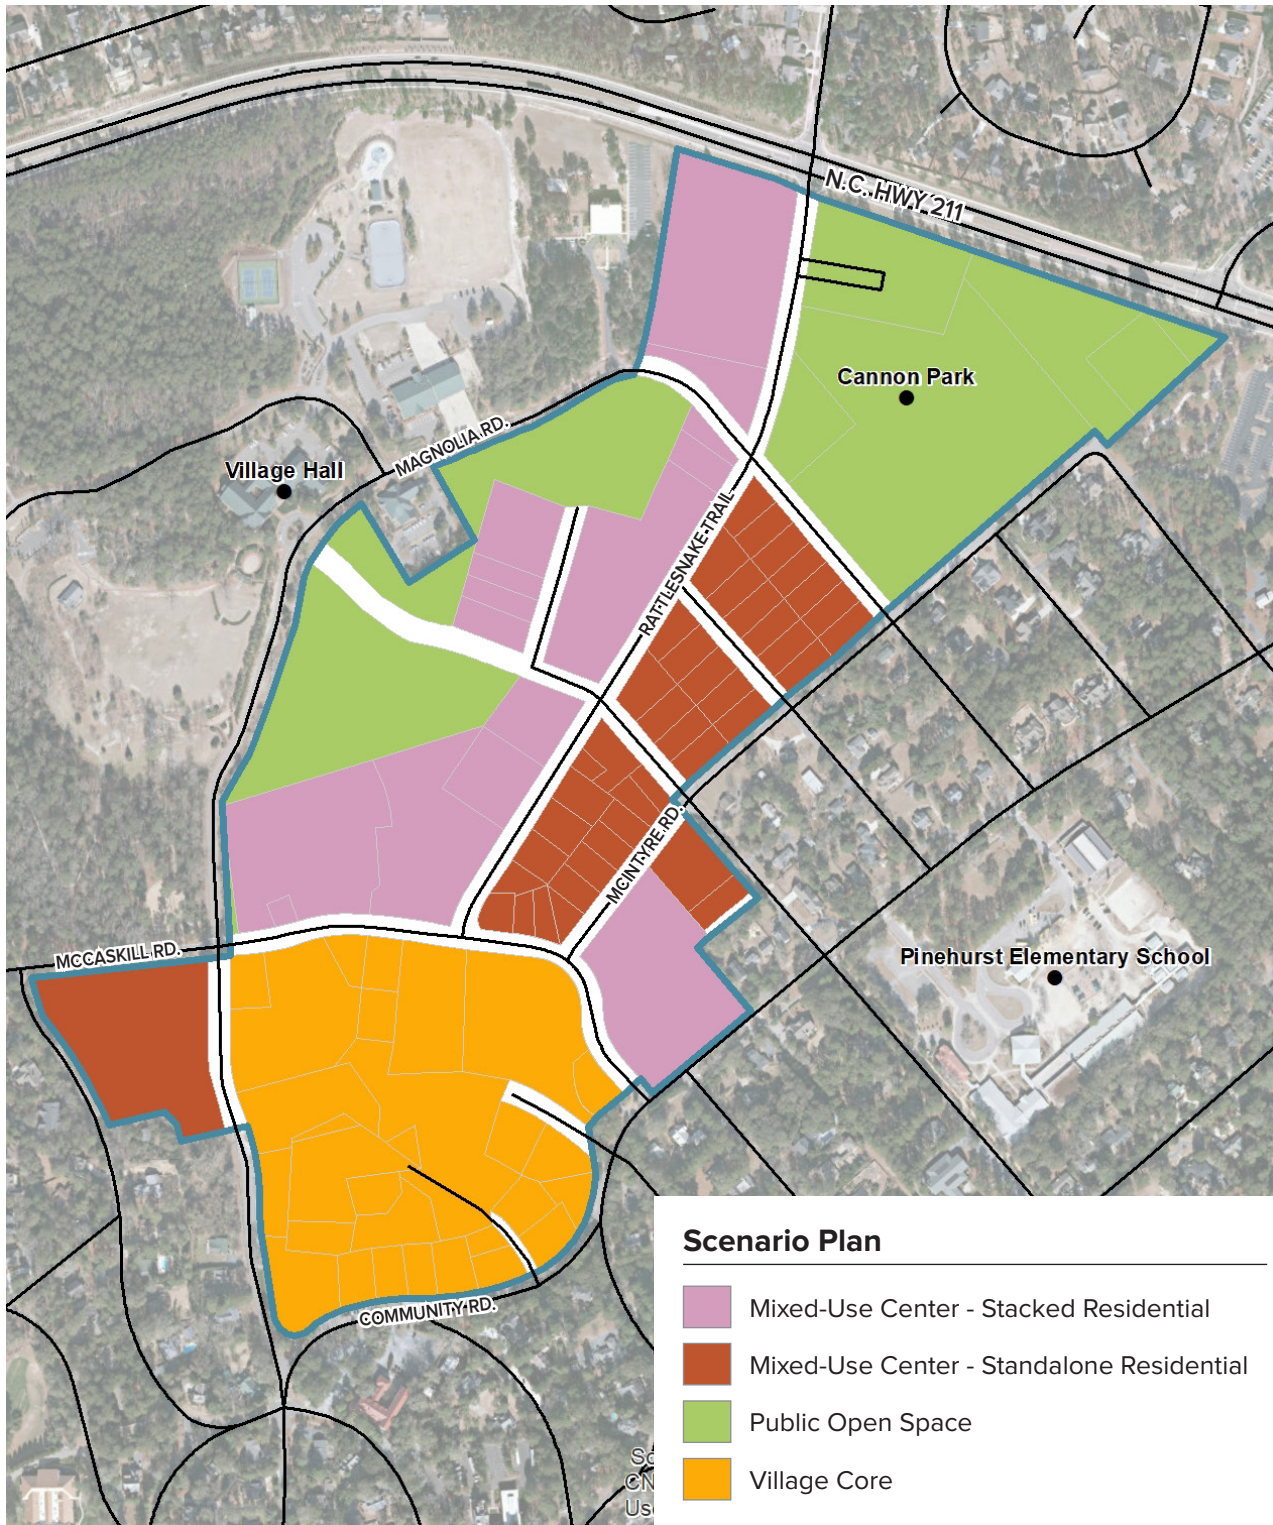 N.C. HWY 211
Cannon Park
MAGNOLIA RD.
Village Hall
RATTLESNAKE TRAIL
MCINTYRE RD.
MCCASKILL RD.
Pinehurst Elementary School
COMMUNITY RD.
Scenario Plan
Mixed-Use Center - Stacked Residential
Mixed-Use Center - Standalone Residential
Public Open Space
Village Core